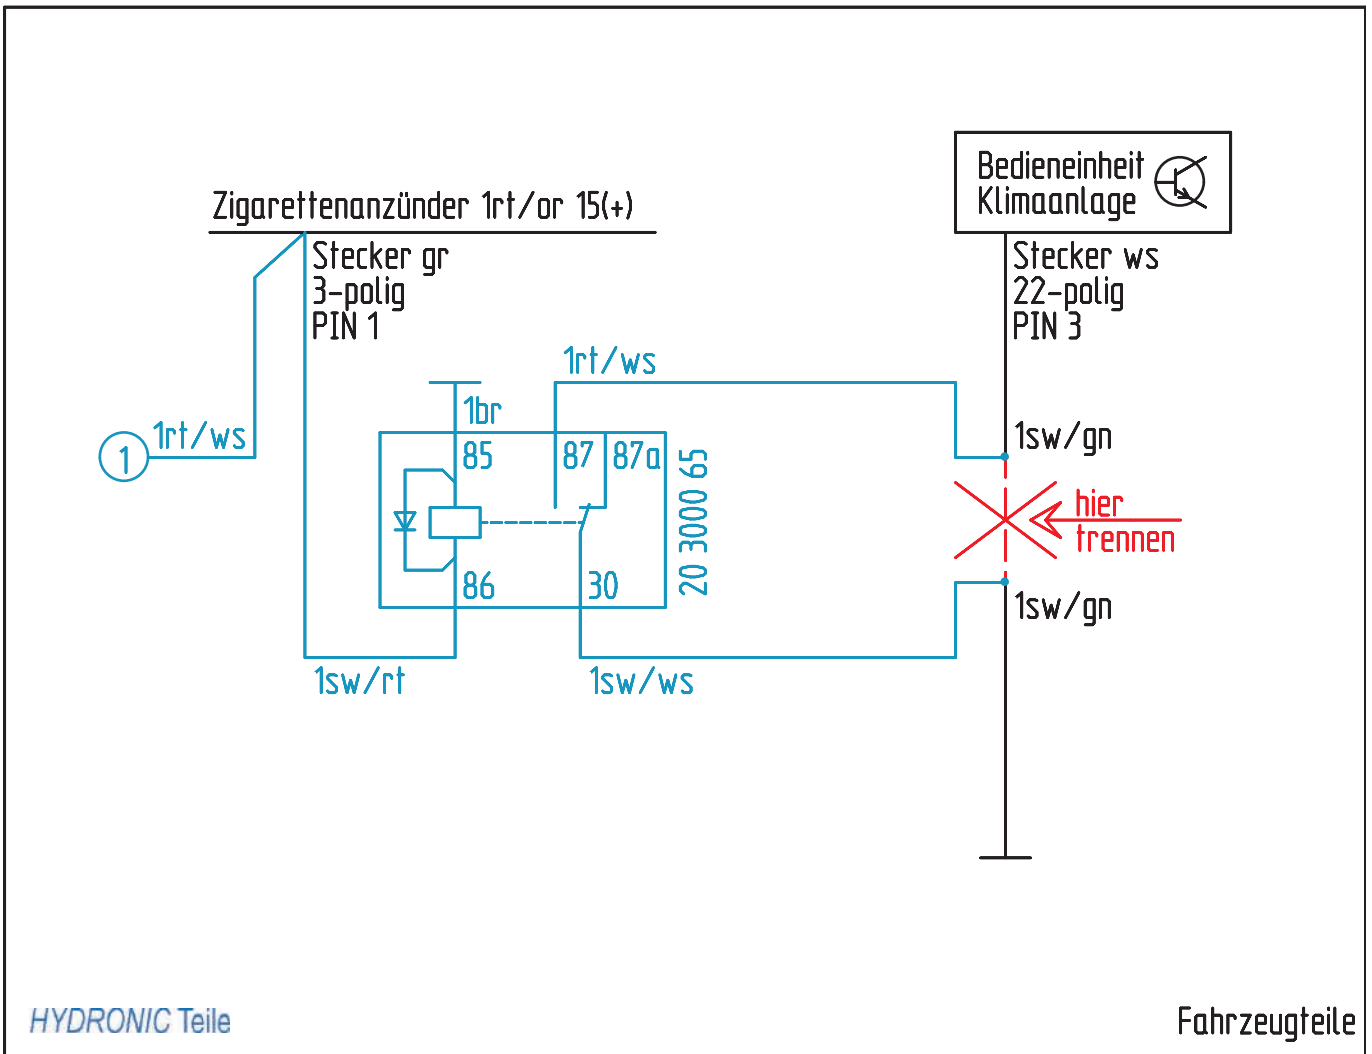 Bedieneinheit
Klimaanlage
Zigarettenanzünder 1rt/or 15(+)
Stecker gr
3-polig
PIN 1
Stecker ws
22-polig
PIN 3
1rt/ws
1br
1rt/ws
1
1sw/gn
85
87
87a
20 3000 65
hier
trennen
86
30
1sw/gn
1sw/rt
1sw/ws
HYDRONIC Teile
Fahrzeugteile